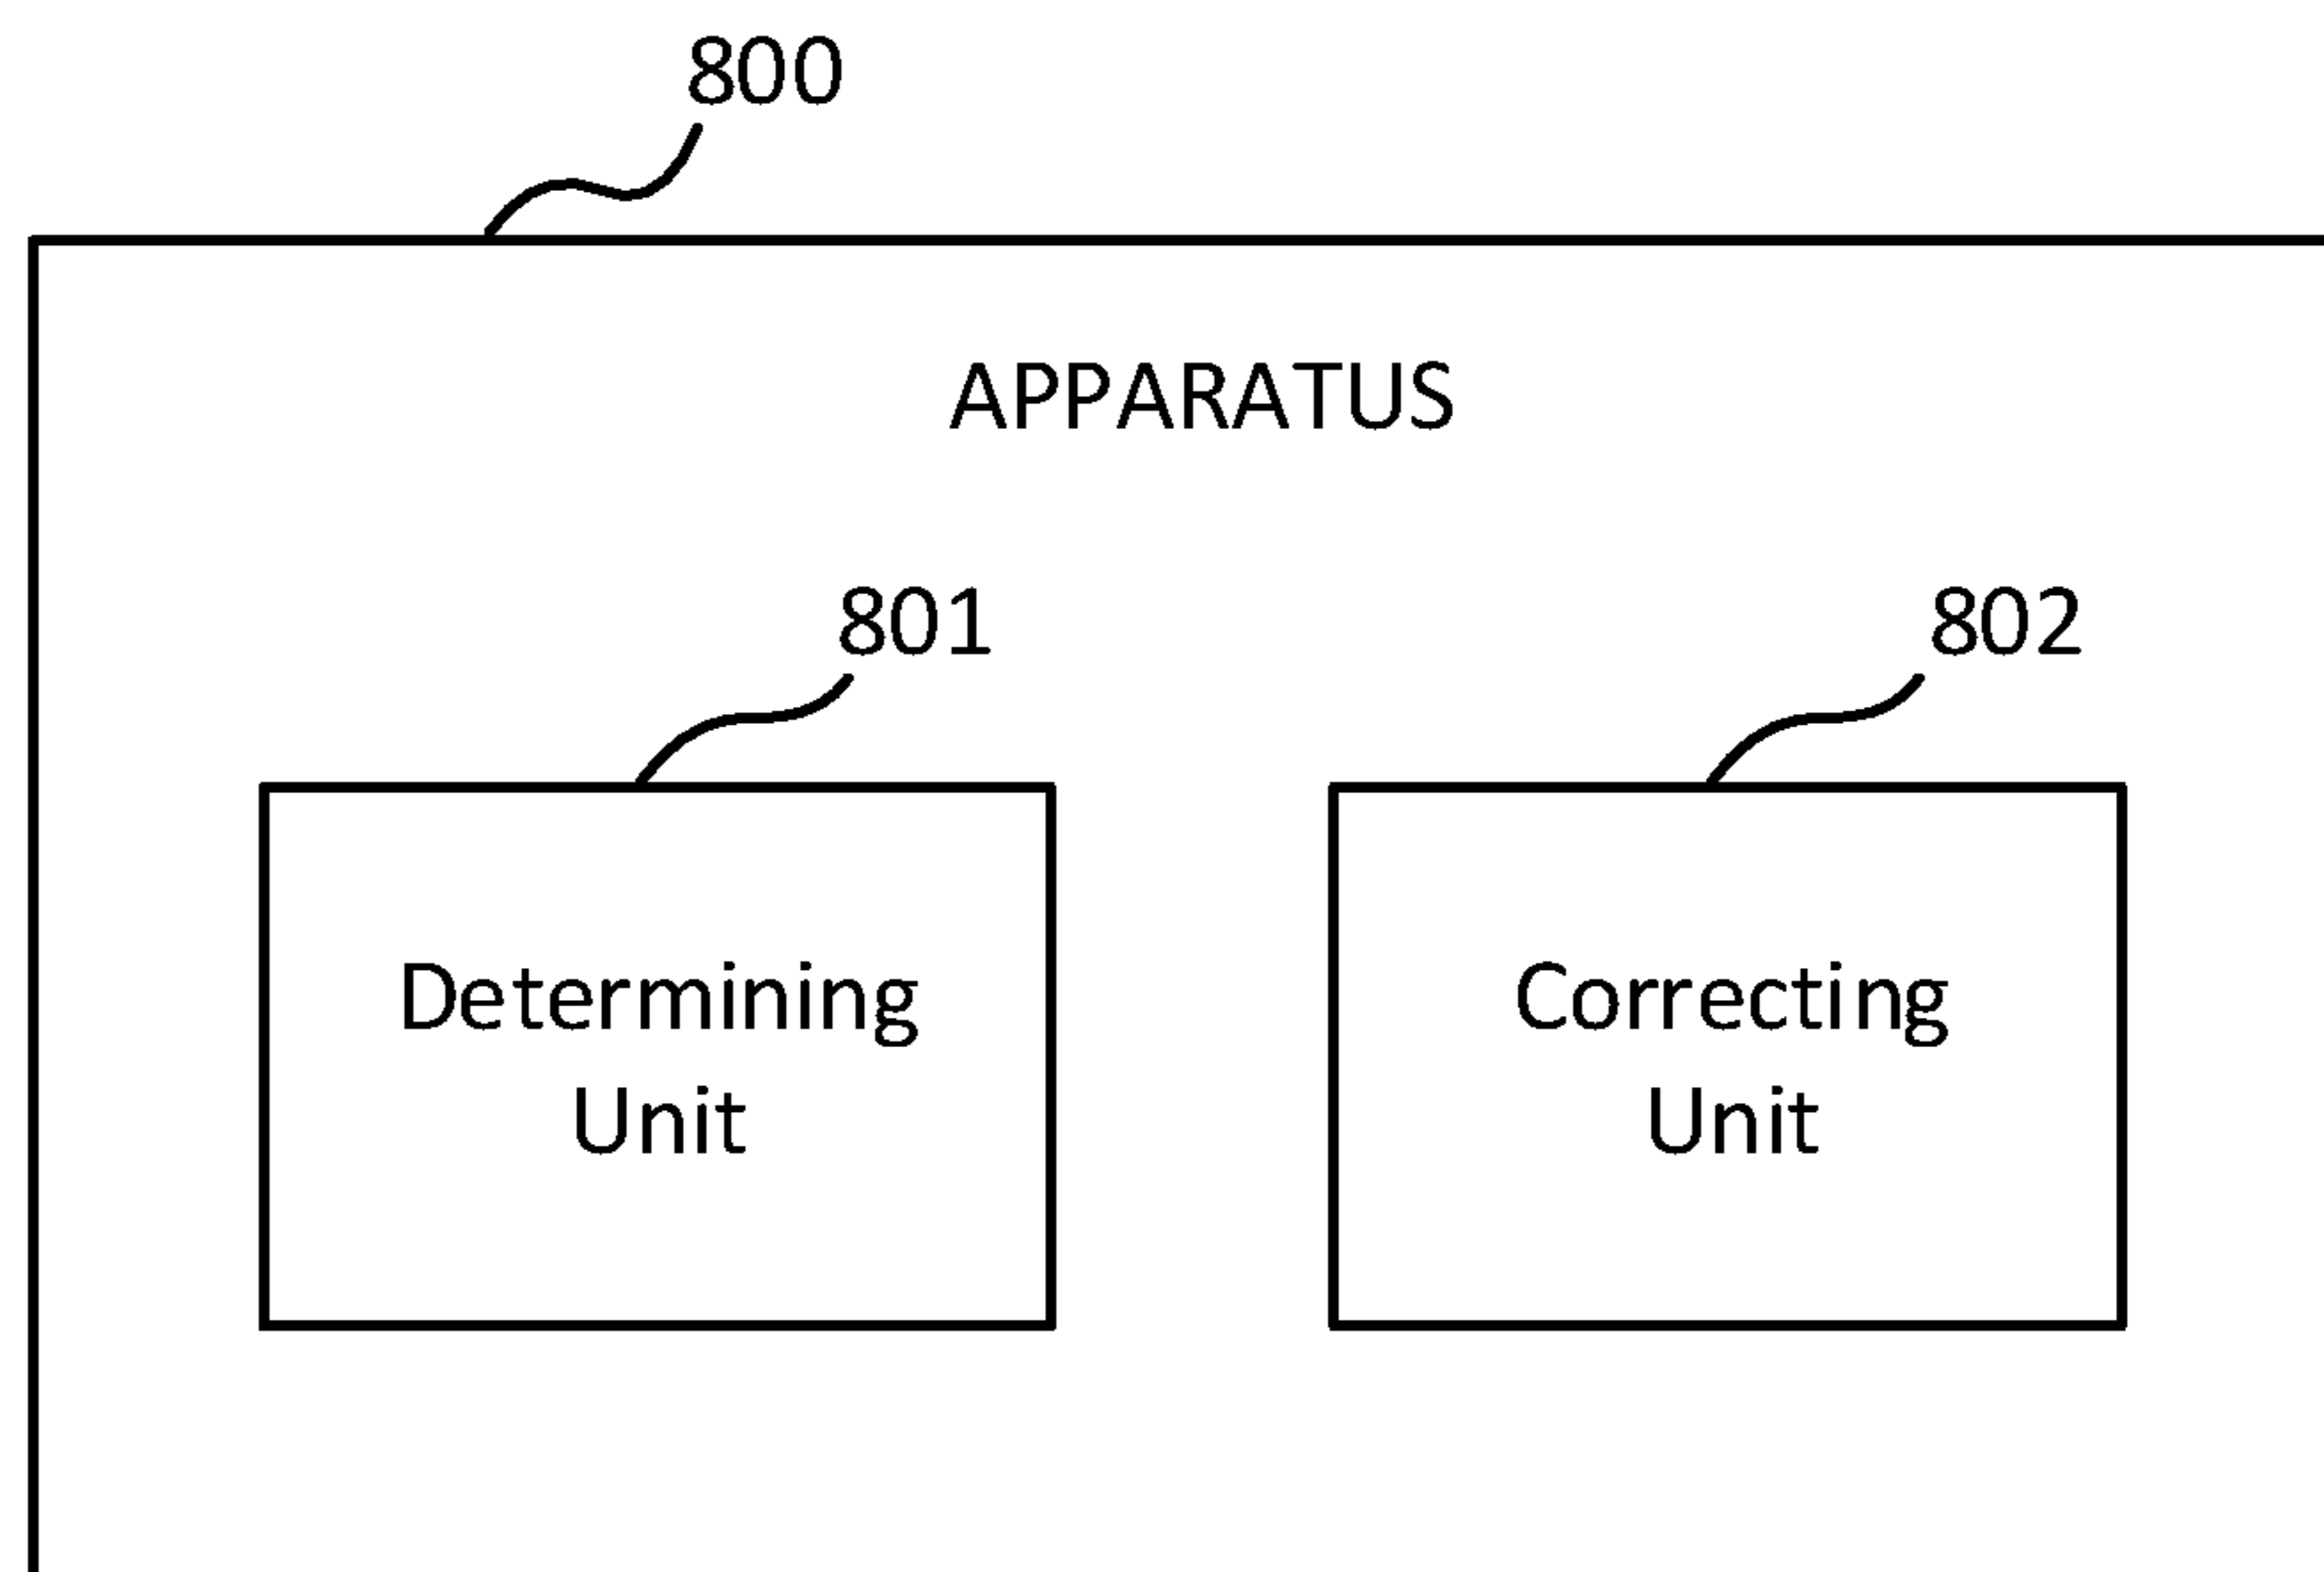 800
APPARATUS
801
802
Determining
Unit
Correcting
Unit